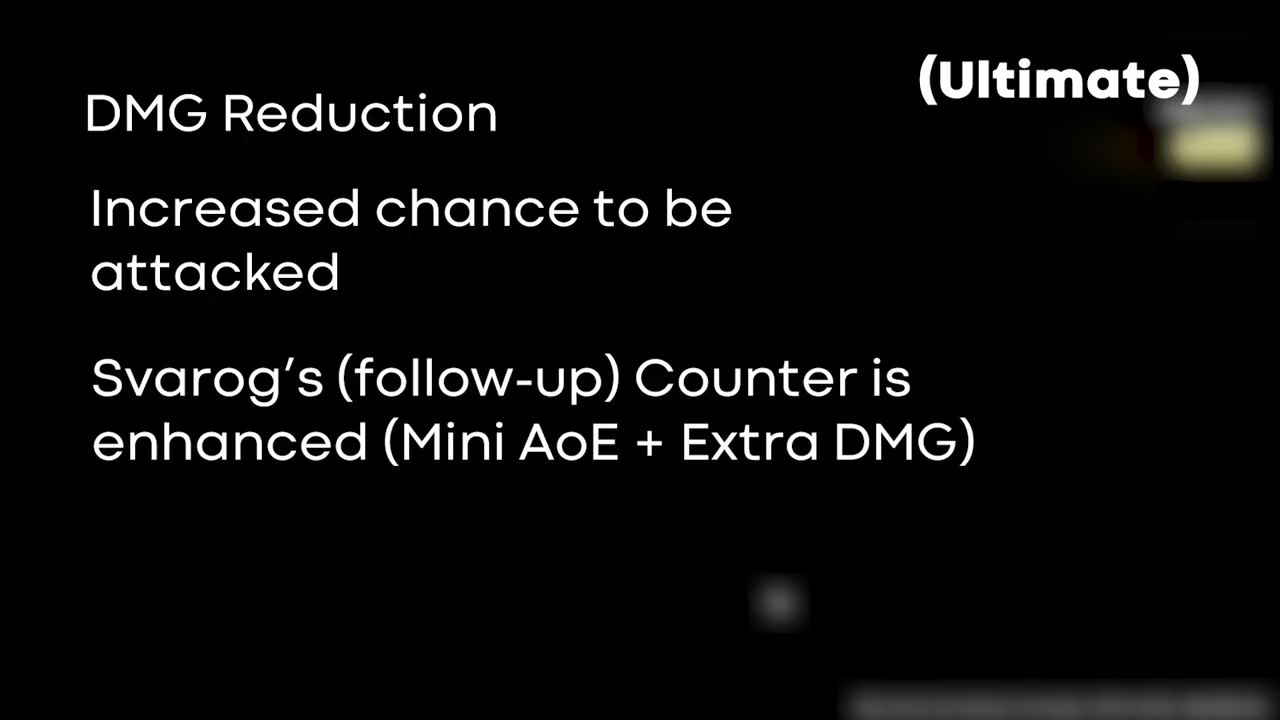 (Ultimate)
DMG Reduction
Increased chance to be
attacked
Svarog’s (follow-up) Counter is
enhanced (Mini AoE + Extra DMG)